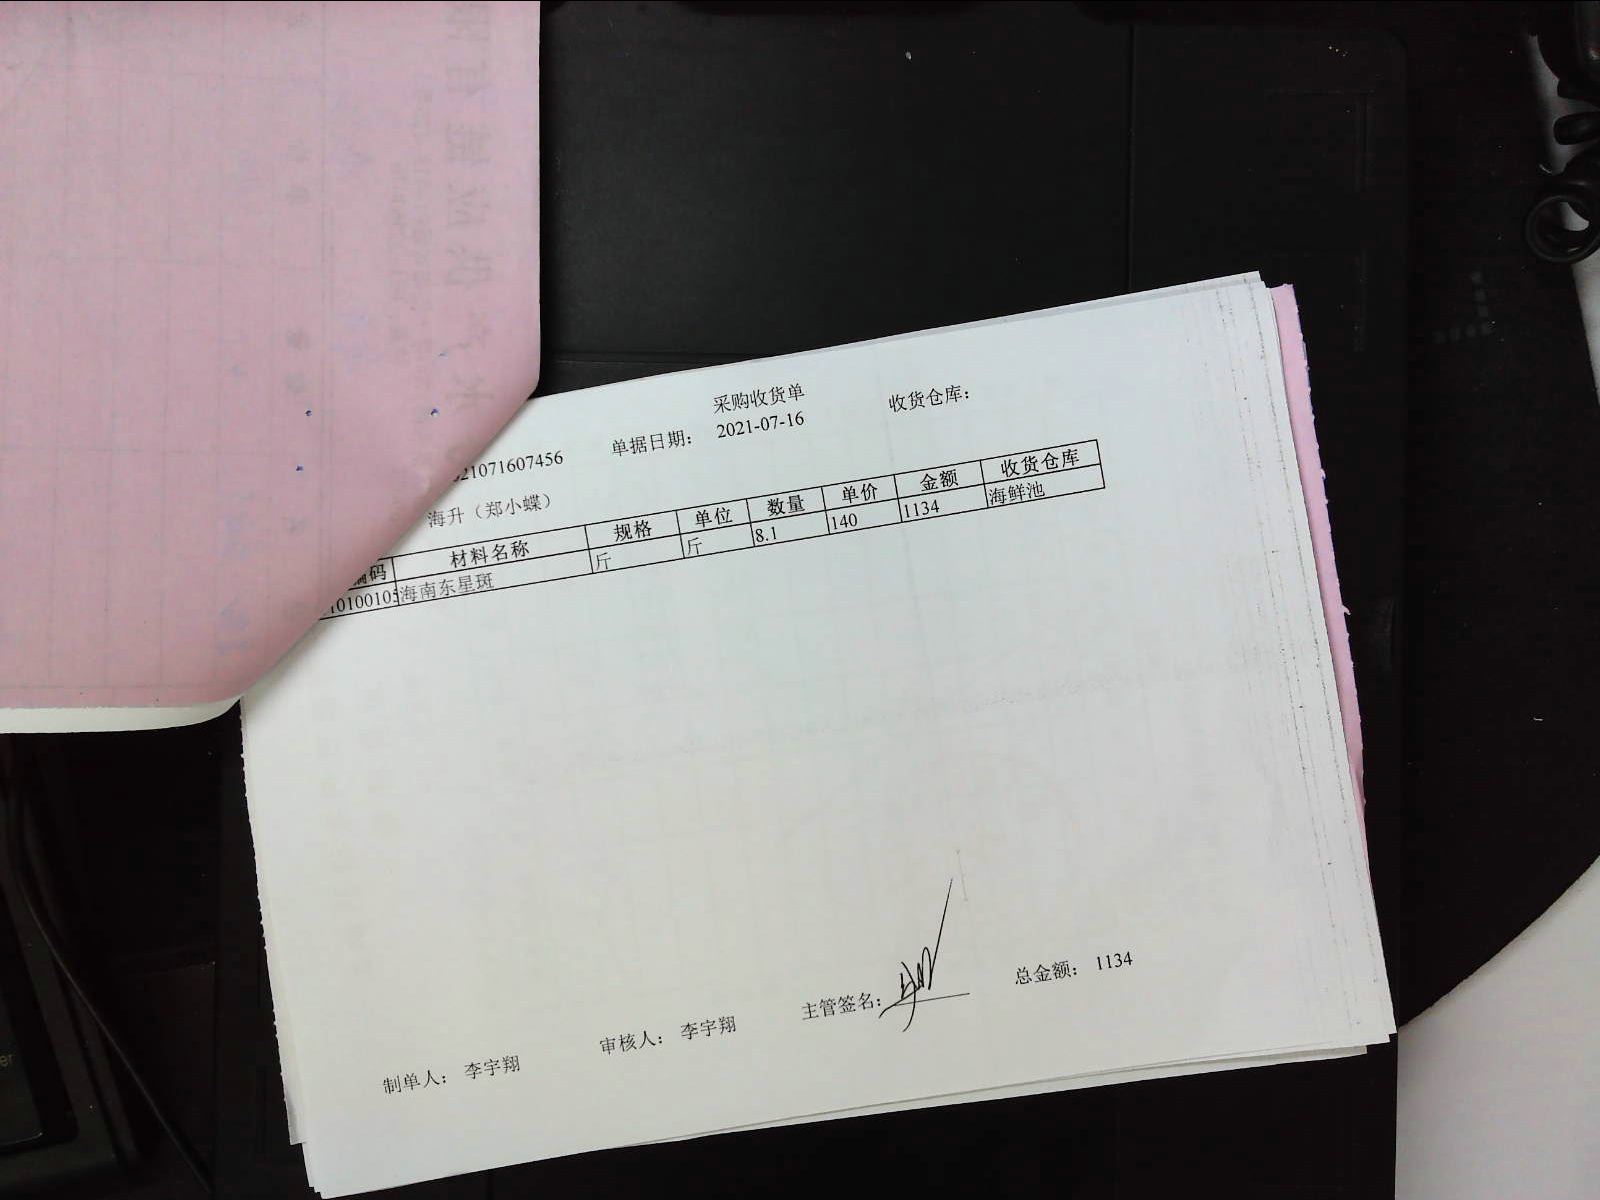 采购收货单
21071607456 单据日期： 2021-07-16 收货仓库：
海升（郑小蝶）
编码 材料名称 规格 单位 数量 单价 金额 收货仓库
10100105 海南东星斑 斤 斤 8.1 140 1134 海鲜池
制单人： 李宇翔 审核人： 李宇翔 主管签名： 总金额： 1134